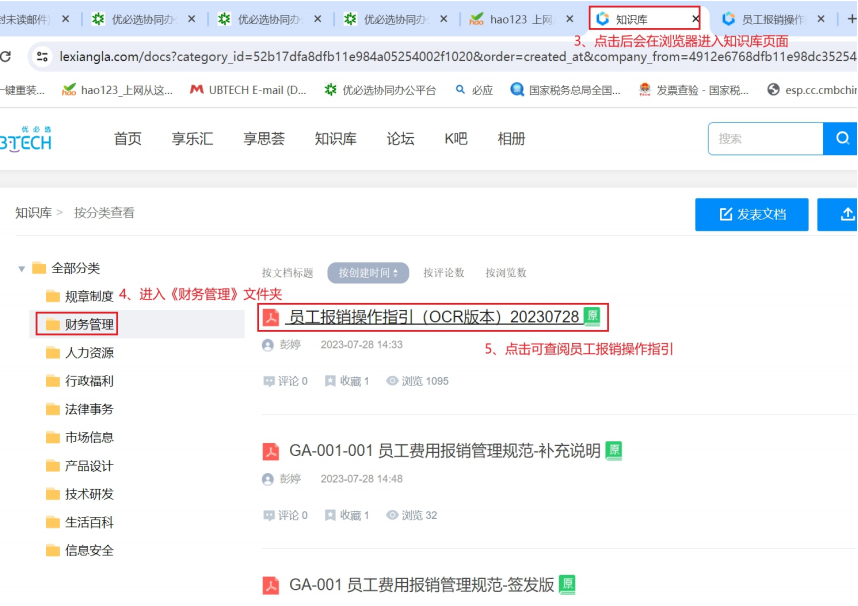 封未读邮件) ×
优必选协同办 ×
优必选协同办 ×
优必选协同办 ×
hao123_上网 ×
知识库 ×
员工报销操作 ×
3、点击后会在浏览器进入知识库页面
lexiangla.com/docs?category_id=52b17dfa8dfb11e984a05254002f1020&order=created_at&company_from=4912e6768dfb11e98dc35254
一键重装...
hao123_上网从这...
UBTECH E-mail (D...
优必选协同办公平台
必应
国家税务总局全国...
发票查验 - 国家税...
esp.cc.cmbchin
优必选
BTECH
首页
享乐汇
享思荟
知识库
论坛
K吧
相册
搜索
知识库 > 按分类查看
发表文档
全部分类
按文档标题
按创建时间
按评论数
按浏览数
规章制度
4、进入《财务管理》文件夹
财务管理
员工报销操作指引（OCR版本）20230728 原
人力资源
彭婷 2023-07-28 14:33
5、点击可查阅员工报销操作指引
行政福利
评论 0 收藏 1 浏览 1095
法律事务
市场信息
GA-001-001 员工费用报销管理规范-补充说明 原
产品设计
彭婷 2023-07-28 14:48
技术研发
评论 0 收藏 1 浏览 32
生活百科
信息安全
GA-001 员工费用报销管理规范-签发版 原